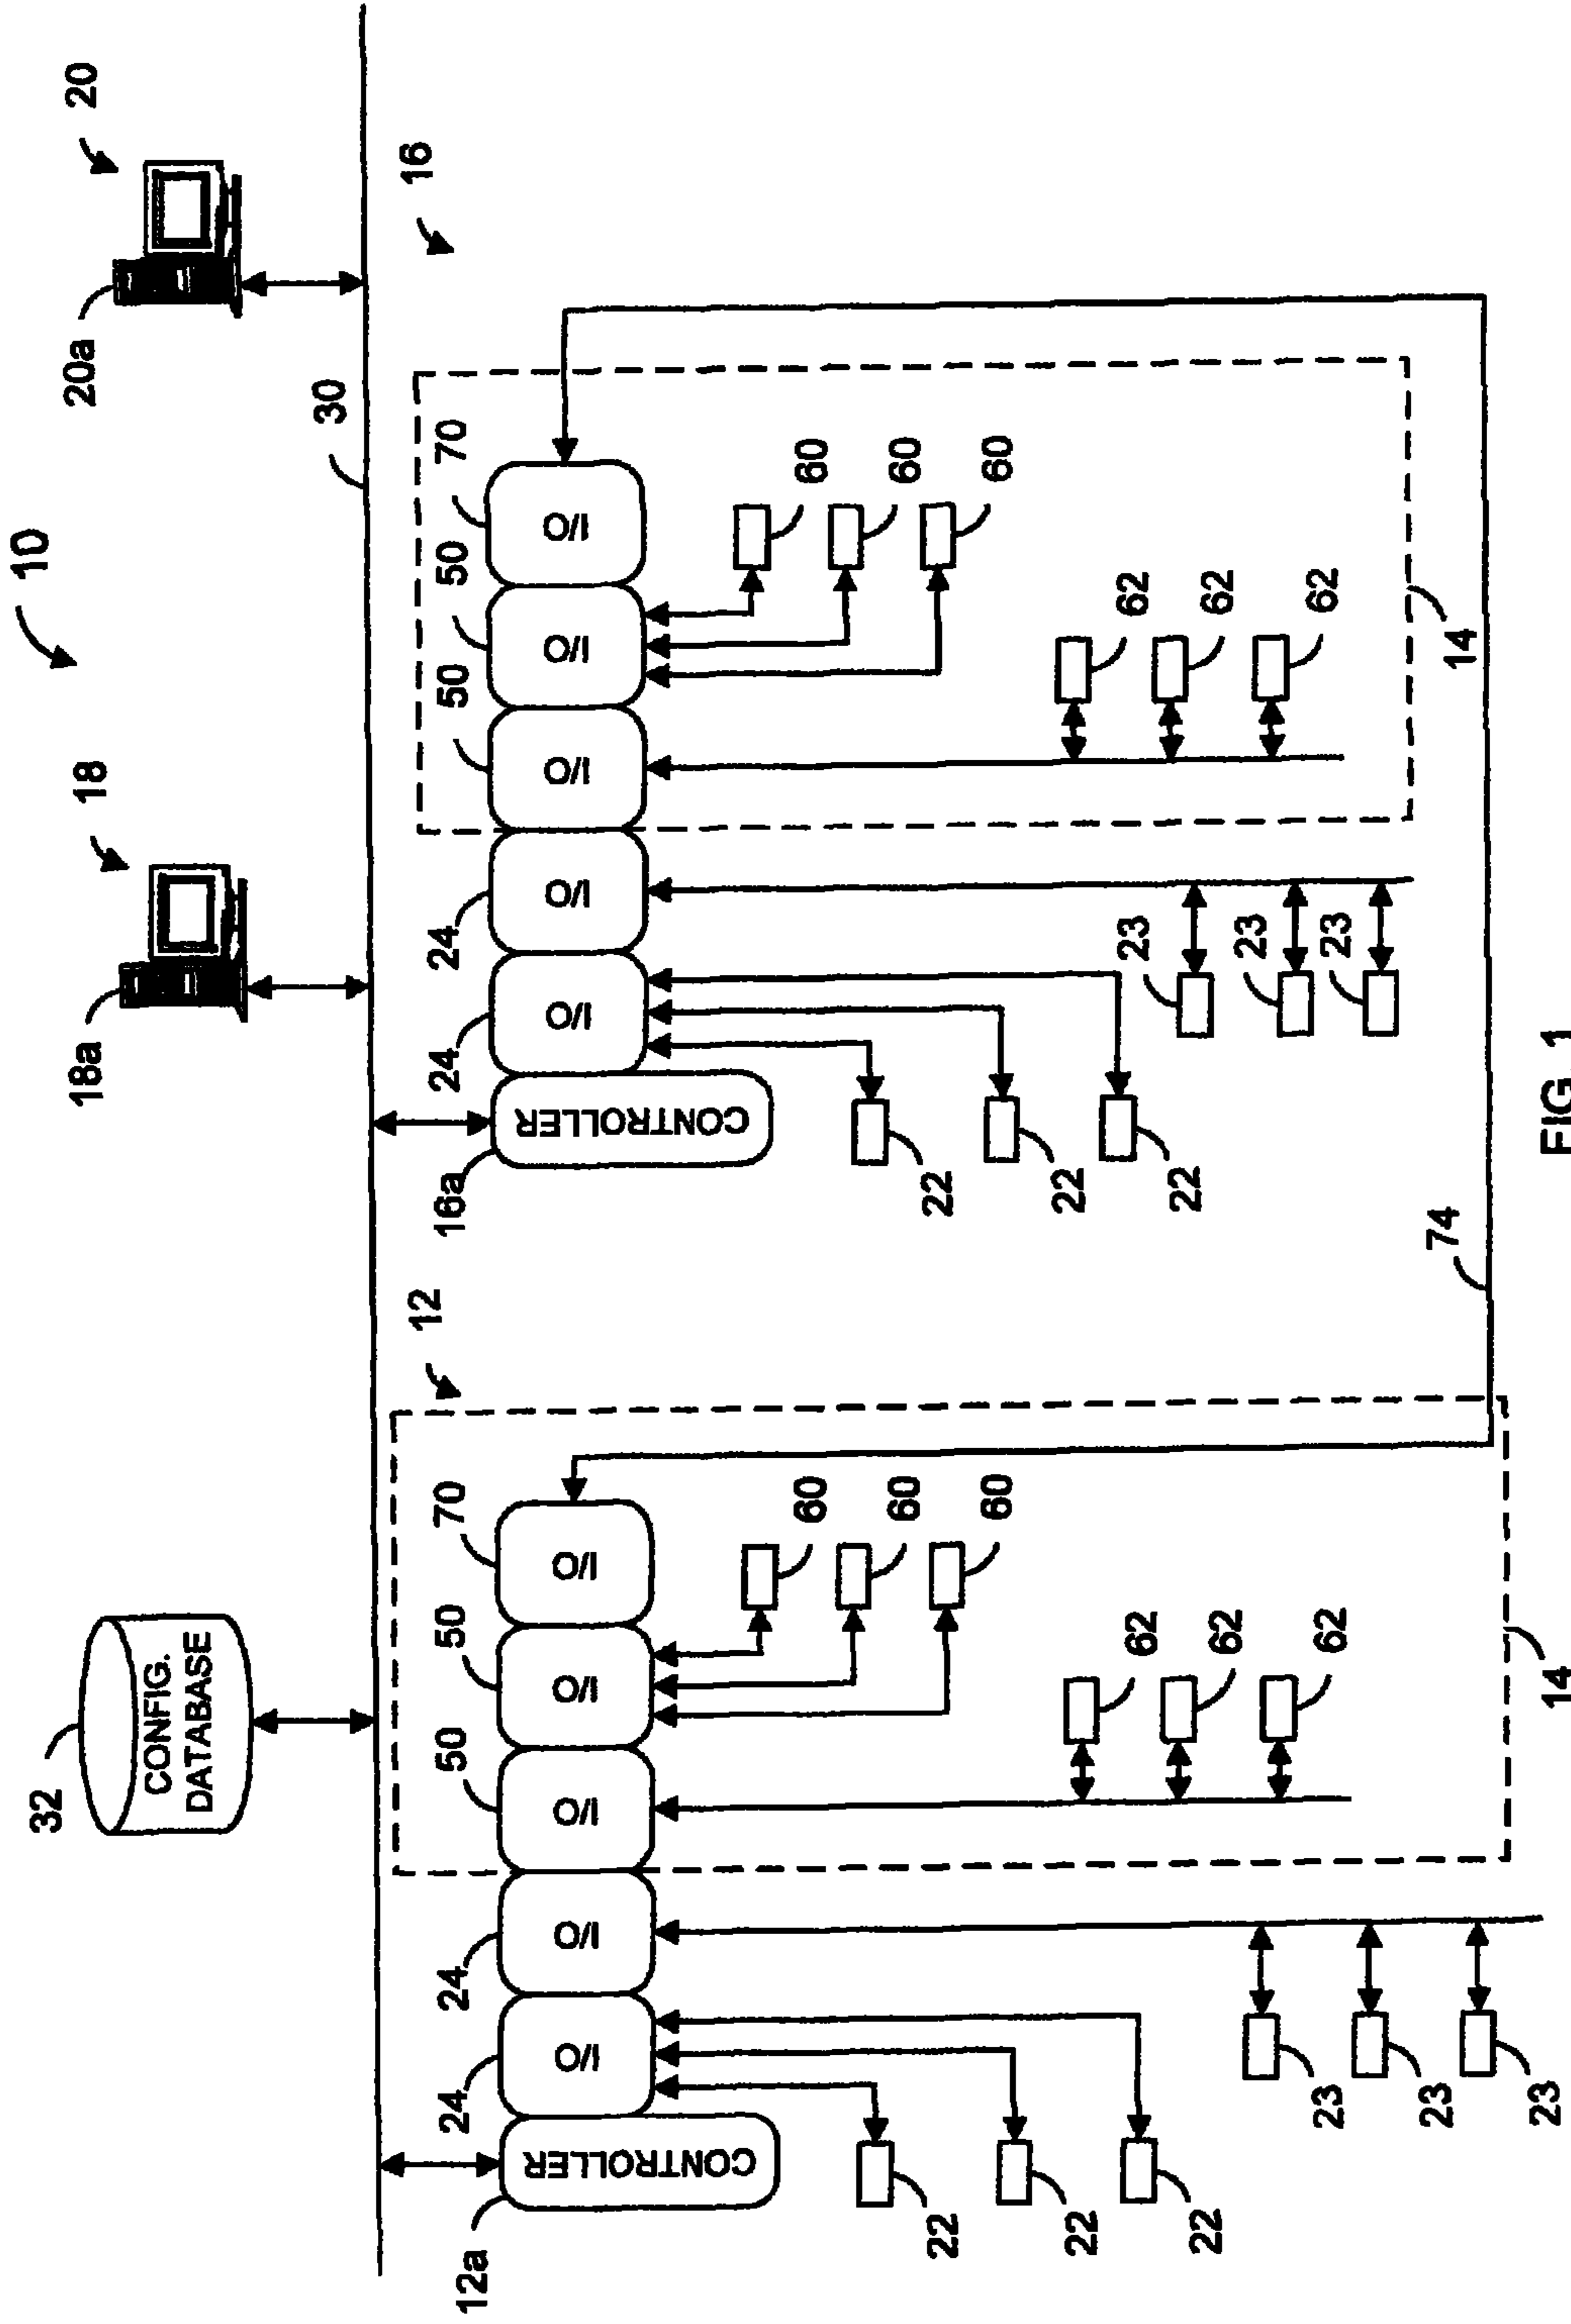 10
32
CONFIG.
DATABASE
18
18a
20
20a
30
12
16
12a
CONTROLLER
24
I/O
24
I/O
50
I/O
50
I/O
70
I/O
16a
CONTROLLER
24
I/O
24
I/O
50
I/O
50
I/O
70
I/O
22
22
22
23
23
23
60
60
60
62
62
62
14
22
22
22
23
23
23
60
60
60
62
62
62
14
74
FIG. 1